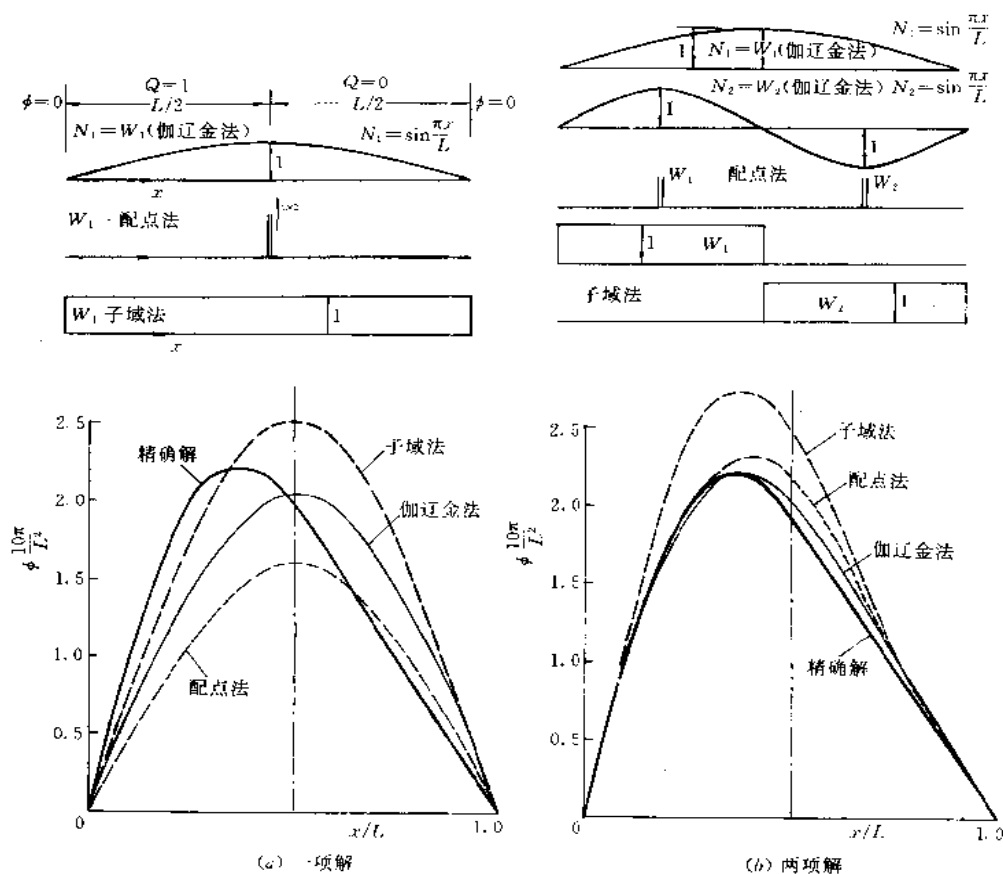 Q=1 Q=0
ϕ=0 L/2 L/2 ϕ=0
N₁=W₁(伽辽金法) N₁=sin πx/L
1
x
W₁ 配点法
W₁ 子域法 1
x
N₁=sin πx/L
1 N₁=W₁(伽辽金法)
N₂=W₂(伽辽金法) N₂=sin πx/L
1
1
W₁ 配点法 W₂
1 W₁
子域法 W₂ 1
ϕ 10π/L²
2.5
2.0
1.5
1.0
0.5
0
精确解
子域法
伽辽金法
配点法
x/L 1.0
(a) 一项解
ϕ 10π/L²
2.5
2.0
1.5
1.0
0.5
0
子域法
配点法
伽辽金法
精确解
x/L 1.0
(b) 两项解